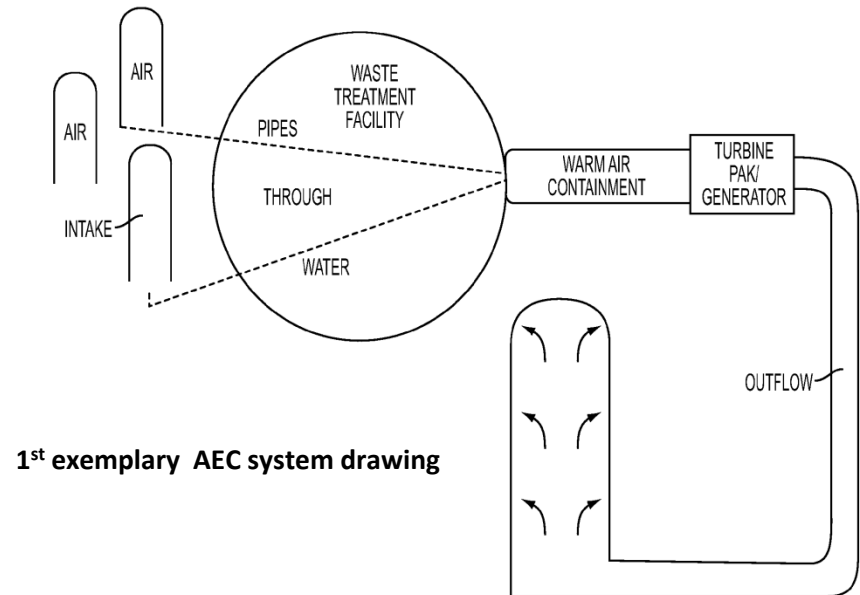 AIR
AIR
INTAKE
PIPES
THROUGH
WATER
WASTE
TREATMENT
FACILITY
WARM AIR
CONTAINMENT
TURBINE
PAK/
GENERATOR
OUTFLOW
1st exemplary AEC system drawing